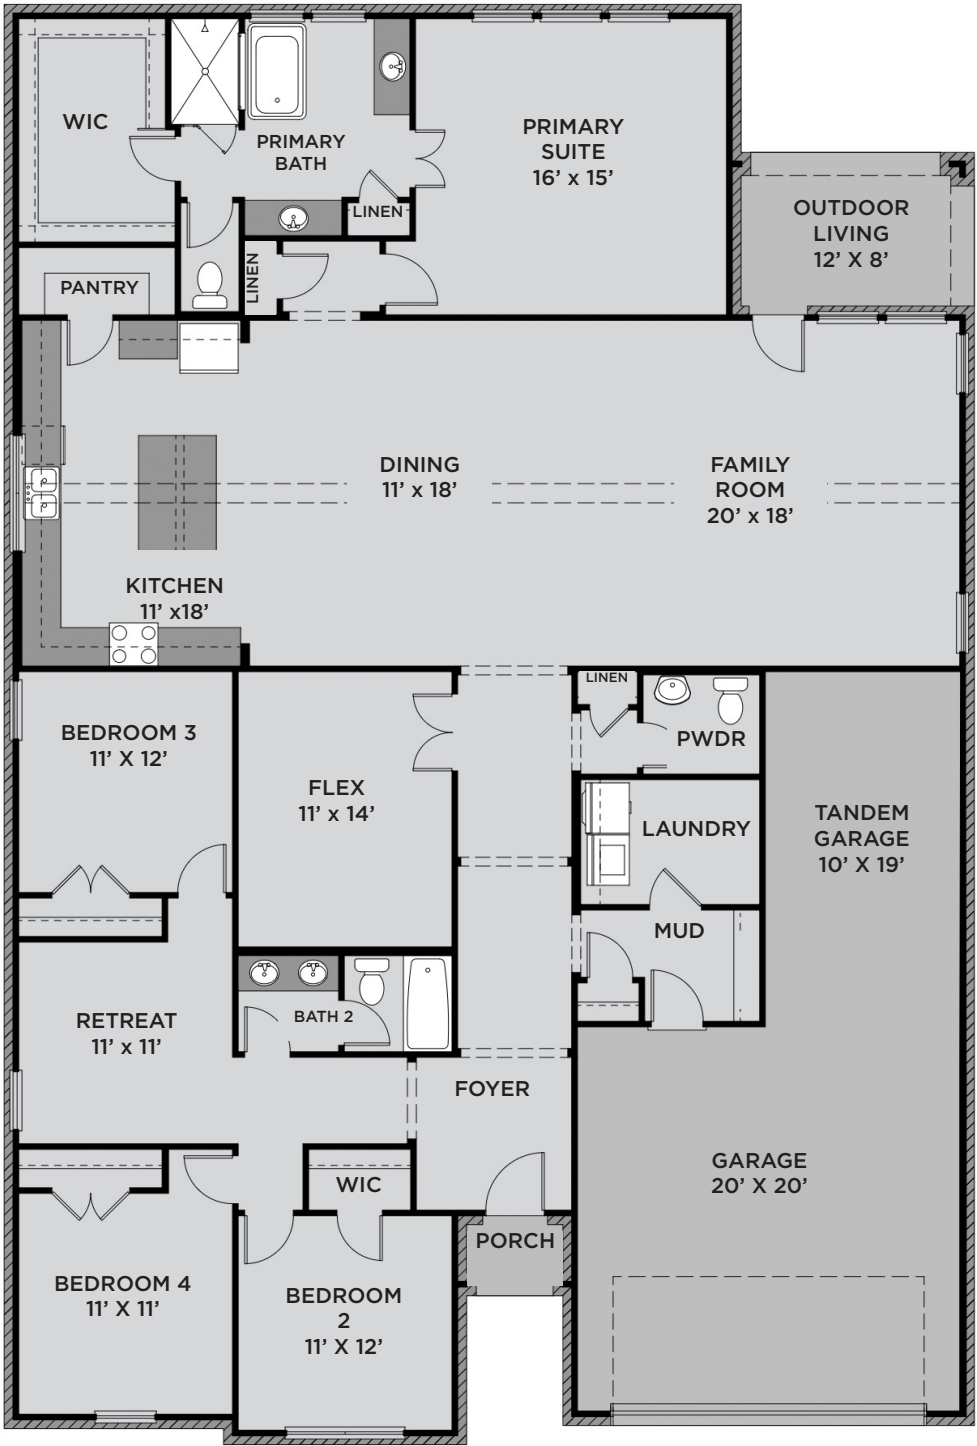 WIC
PRIMARY
BATH
PRIMARY
SUITE
16’ x 15’
LINEN
OUTDOOR
LIVING
12’ X 8’
LINEN
PANTRY
DINING
11’ x 18’
FAMILY
ROOM
20’ x 18’
KITCHEN
11’ x18’
BEDROOM 3
11’ X 12’
FLEX
11’ x 14’
LINEN
PWDR
LAUNDRY
TANDEM
GARAGE
10’ X 19’
MUD
RETREAT
11’ x 11’
BATH 2
FOYER
WIC
GARAGE
20’ X 20’
PORCH
BEDROOM 4
11’ X 11’
BEDROOM
2
11’ X 12’